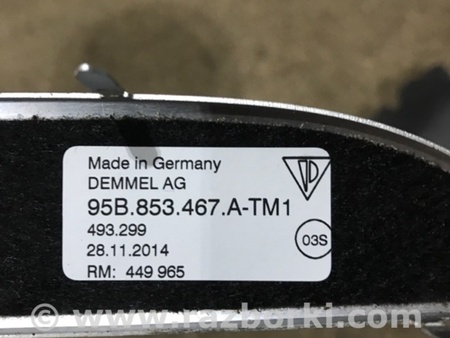 Made in Germany
DEMMEL AG
95B.853.467.A-TM1
493.299
03S
28.11.2014
RM: 449 965
© www.razborki.com